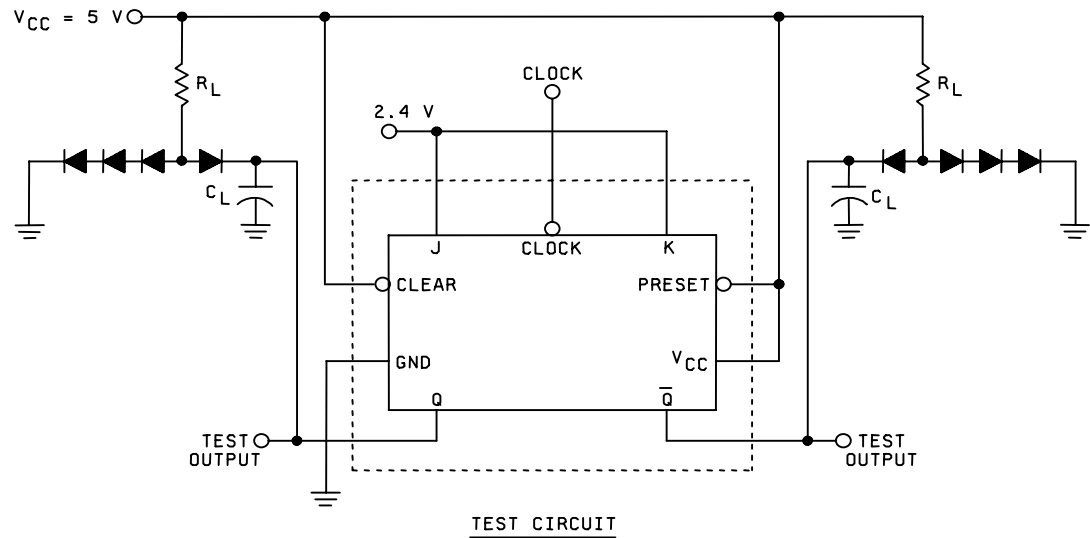 VCC = 5 V
RL
CLOCK
RL
2.4 V
CL
CL
J
CLOCK
K
CLEAR
PRESET
GND
VCC
Q
Q̅
TEST
OUTPUT
TEST
OUTPUT
TEST CIRCUIT